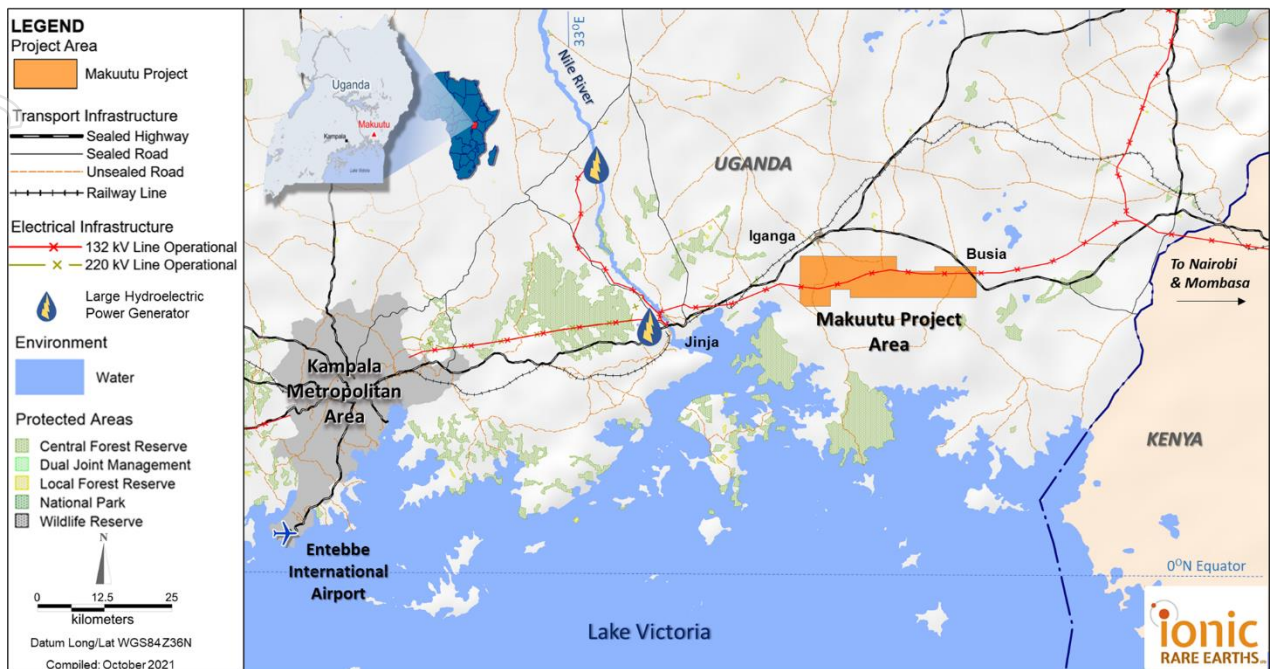 LEGEND
Project Area
Makuutu Project
Transport Infrastructure
Sealed Highway
Sealed Road
Unsealed Road
Railway Line
Electrical Infrastructure
132 kV Line Operational
220 kV Line Operational
Large Hydroelectric
Power Generator
Environment
Water
Protected Areas
Central Forest Reserve
Dual Joint Management
Local Forest Reserve
National Park
Wildlife Reserve
N
0 12.5 25
kilometers
Datum Long/Lat WGS84Z36N
Compiled: October 2021
Uganda
Makuutu
Kampala
Lake Victoria
33°E
Nile River
UGANDA
Iganga
Busia
To Nairobi
& Mombasa
Makuutu Project
Area
Jinja
Kampala
Metropolitan
Area
KENYA
Entebbe
International
Airport
0°N Equator
Lake Victoria
ionic
RARE EARTHS